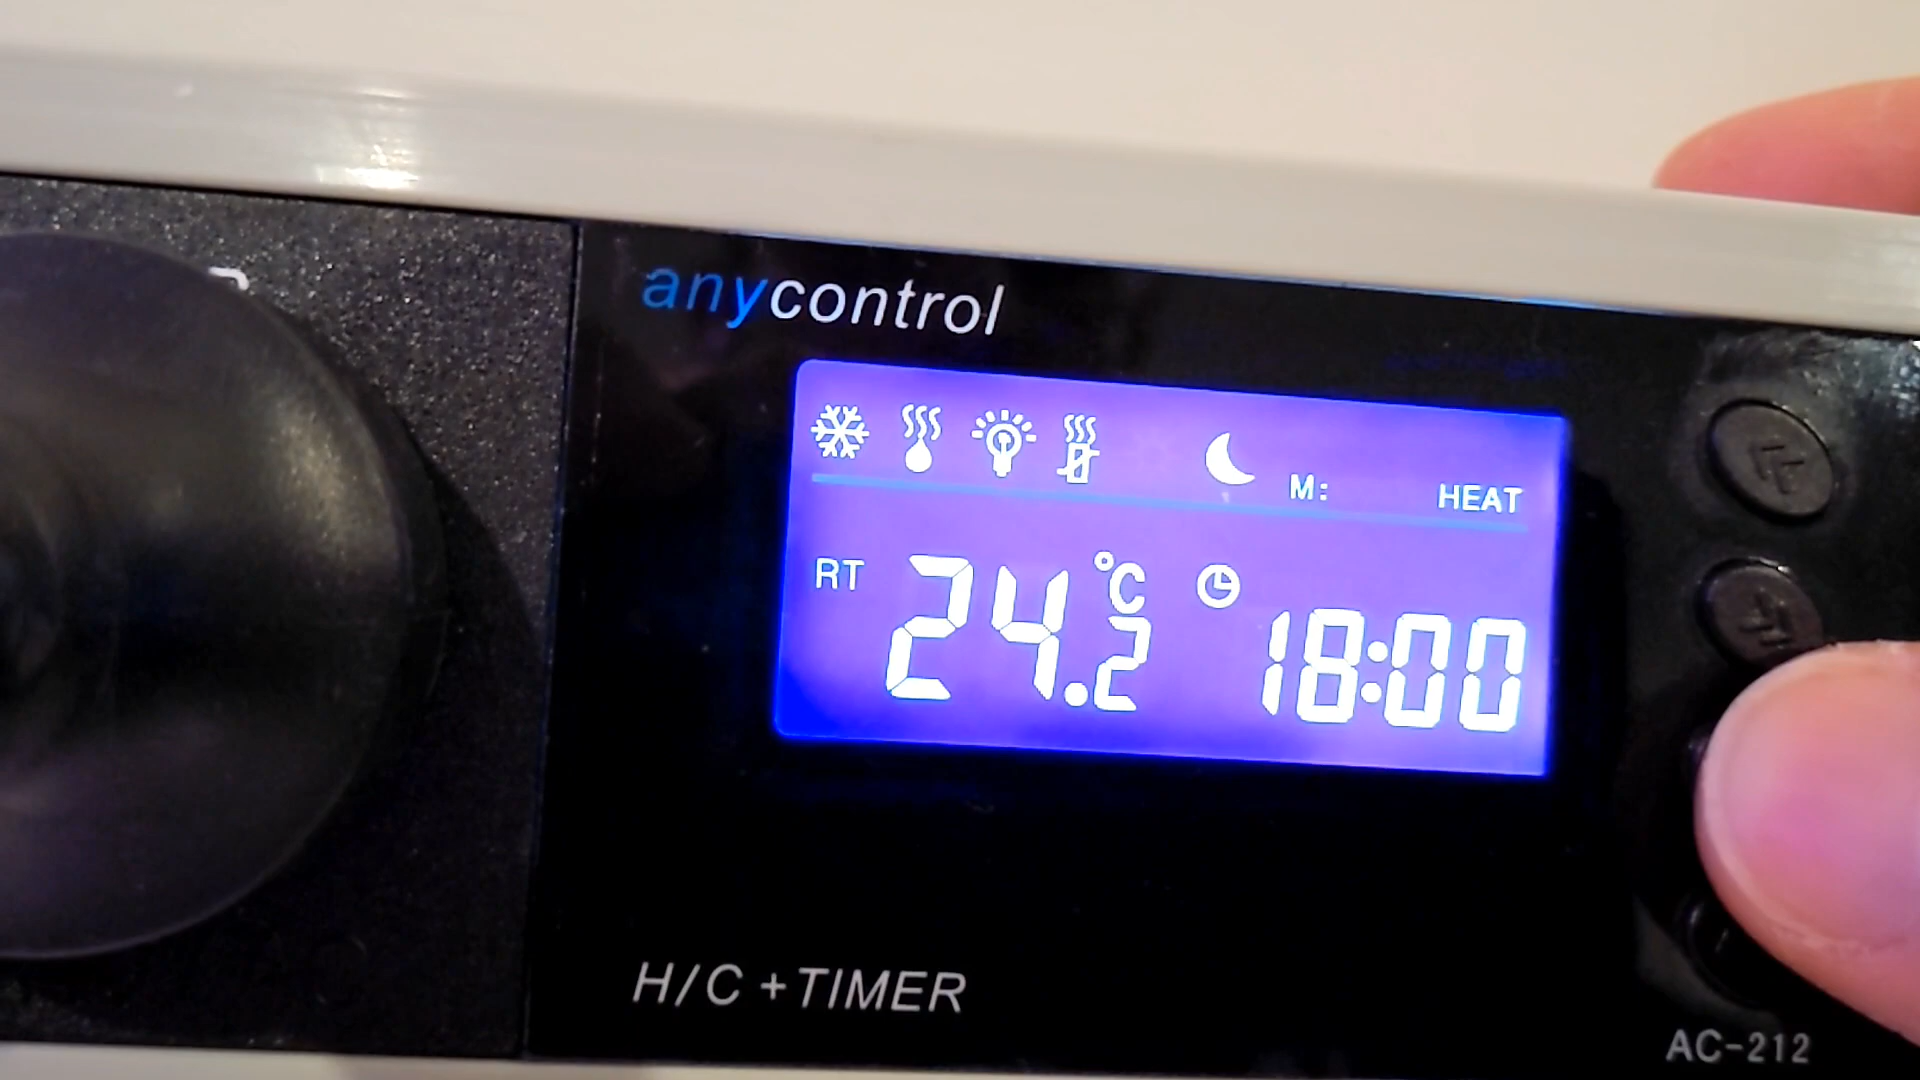 anycontrol
M: HEAT
RT 24.2 °C 18:00
H/C +TIMER
AC-212